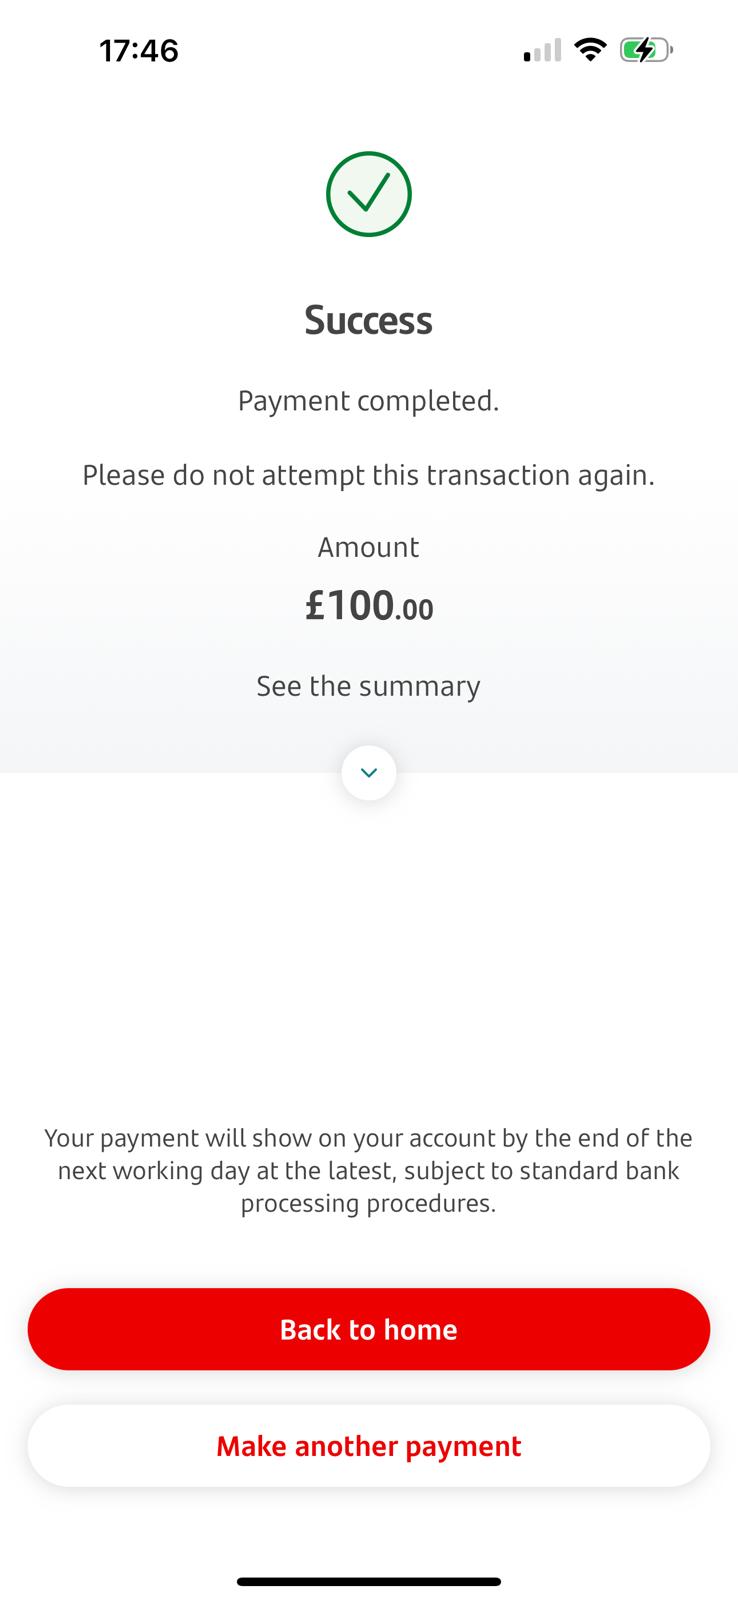 17:46
Success
Payment completed.
Please do not attempt this transaction again.
Amount
£100.00
See the summary
Your payment will show on your account by the end of the
next working day at the latest, subject to standard bank
processing procedures.
Back to home
Make another payment